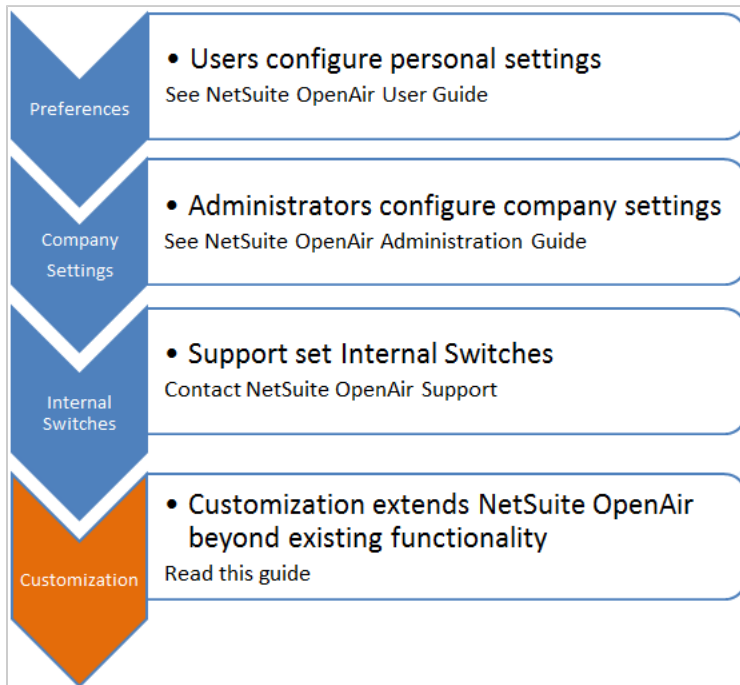 Preferences
• Users configure personal settings
See NetSuite OpenAir User Guide
Company
Settings
• Administrators configure company settings
See NetSuite OpenAir Administration Guide
Internal
Switches
• Support set Internal Switches
Contact NetSuite OpenAir Support
Customization
• Customization extends NetSuite OpenAir
beyond existing functionality
Read this guide